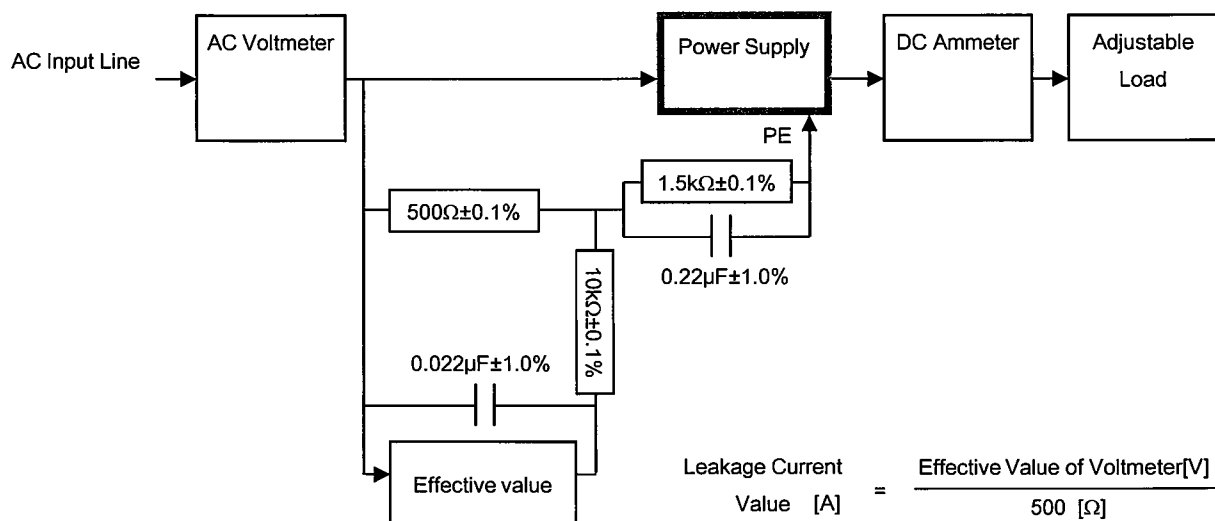 AC Input Line
AC Voltmeter
Power Supply
DC Ammeter
Adjustable
Load
PE
500Ω±0.1%
1.5kΩ±0.1%
0.22µF±1.0%
10kΩ±0.1%
0.022µF±1.0%
Effective value
Leakage Current
Value [A]
=
Effective Value of Voltmeter[V]
500 [Ω]